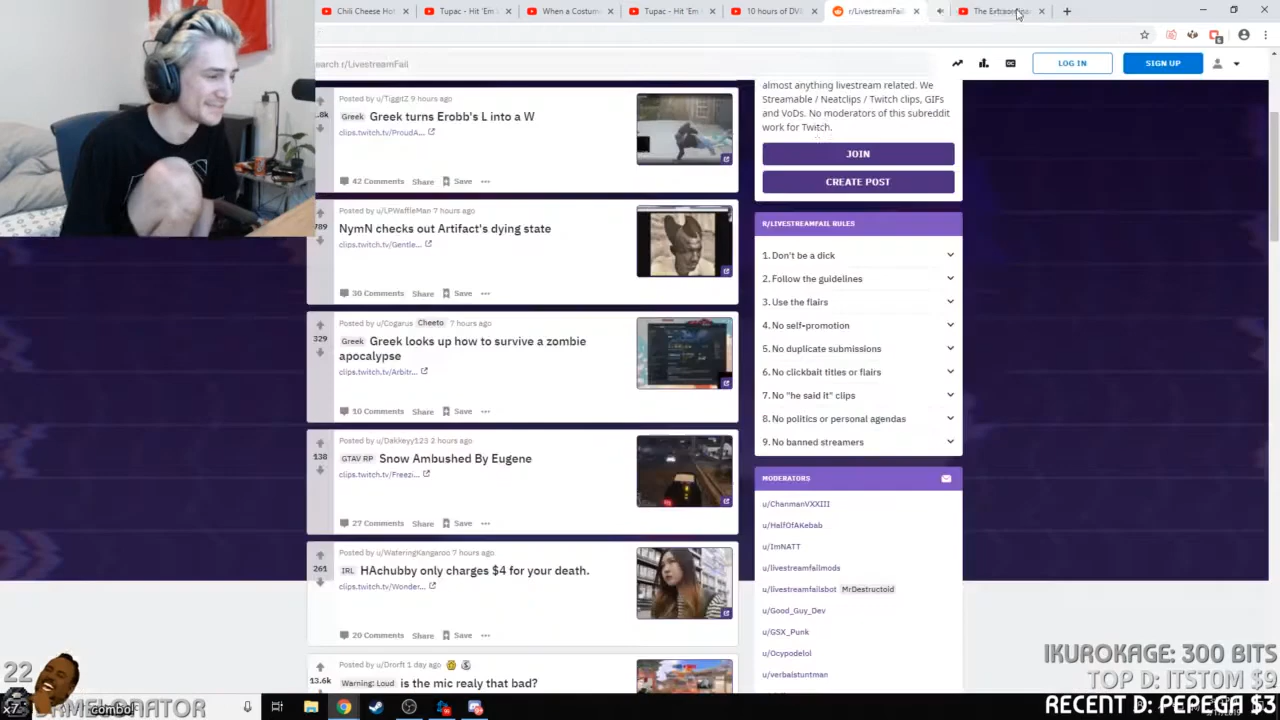 Chili Cheese Ho
Tupac - Hit 'Em
When a Costum
Tupac - Hit 'Em
10 hours of DV
r/LivestreamFail
The Extraordinar
earch r/LivestreamFail
LOG IN
SIGN UP
almost anything livestream related. We
Streamable / Neatclips / Twitch clips, GIFs
and VoDs. No moderators of this subreddit
work for Twitch.
JOIN
CREATE POST
R/LIVESTREAMFAIL RULES
1. Don't be a dick
2. Follow the guidelines
3. Use the flairs
4. No self-promotion
5. No duplicate submissions
6. No clickbait titles or flairs
7. No "he said it" clips
8. No politics or personal agendas
9. No banned streamers
MODERATORS
u/ChanmanVXXIII
u/HalfOfAKebab
u/ImNATT
u/livestreamfailmods
u/livestreamfailsbot MrDestructoid
u/Good_Guy_Dev
u/GSX_Punk
u/Ocypodelol
u/verbalstuntman
Posted by u/TiggitZ 9 hours ago
Greek Greek turns Erobb's L into a W
clips.twitch.tv/ProudA...
42 Comments Share Save
Posted by u/LPWaffleMan 7 hours ago
789
NymN checks out Artifact's dying state
clips.twitch.tv/Gentle...
30 Comments Share Save
Posted by u/Cogarus Cheeto 7 hours ago
329
Greek Greek looks up how to survive a zombie
apocalypse
clips.twitch.tv/Arbitr...
10 Comments Share Save
Posted by u/Dakkeyy123 2 hours ago
138
GTAV RP Snow Ambushed By Eugene
clips.twitch.tv/Freezi...
27 Comments Share Save
Posted by u/WateringKangaroo 7 hours ago
261
IRL HAchubby only charges $4 for your death.
clips.twitch.tv/Wonder...
20 Comments Share Save
Posted by u/Drorft 1 day ago
13.6k
Warning: Loud is the mic realy that bad?
22
x7
combo!
IKUROKAGE: 300 BITS
TOP D: ITST0M $9
RECENT D: PEPEGA $3